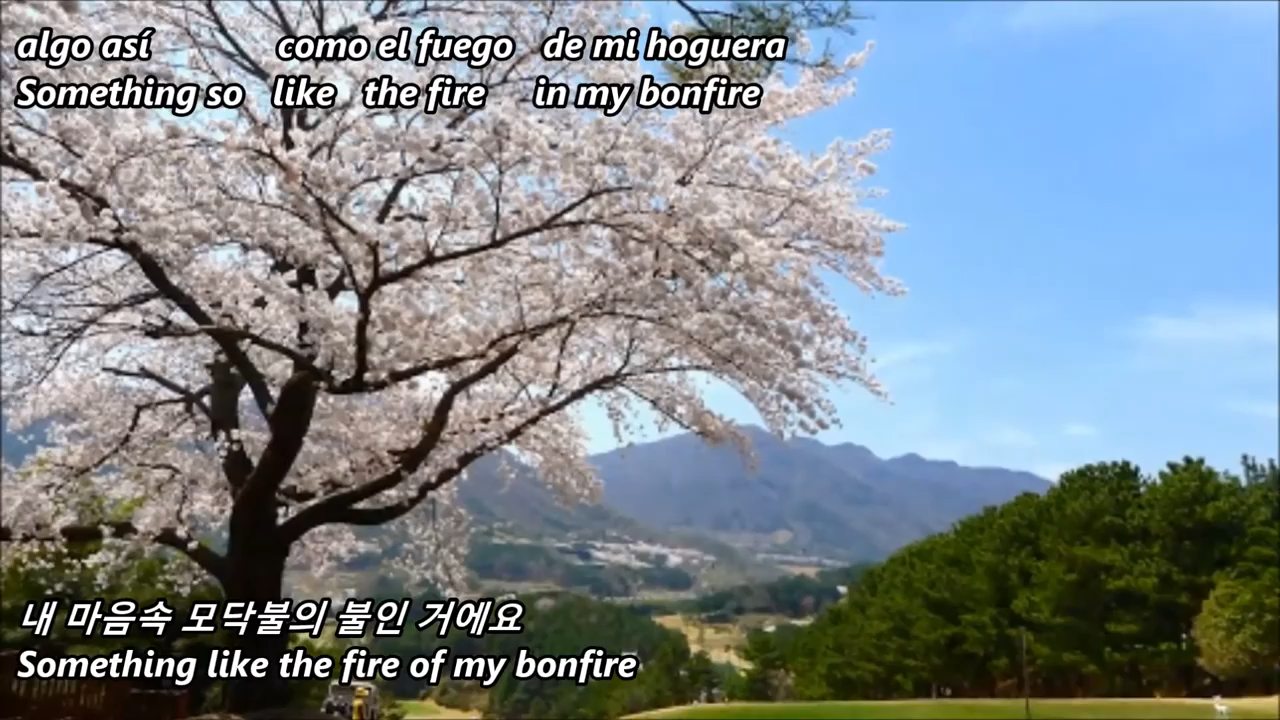 algo así como el fuego de mi hoguera
Something so like the fire in my bonfire
내 마음속 모닥불의 불인 거에요
Something like the fire of my bonfire